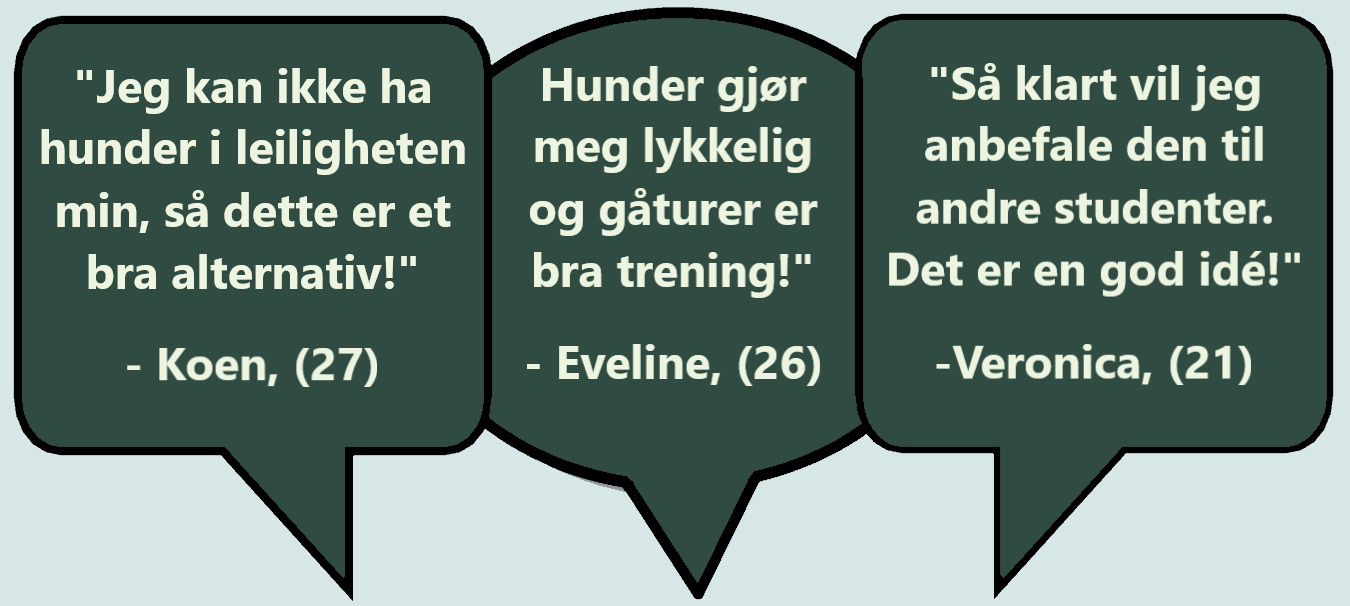 "Jeg kan ikke ha
hunder i leiligheten
min, så dette er et
bra alternativ!"
- Koen, (27)
Hunder gjør
meg lykkelig
og gåturer er
bra trening!"
- Eveline, (26)
"Så klart vil jeg
anbefale den til
andre studenter.
Det er en god idé!"
-Veronica, (21)